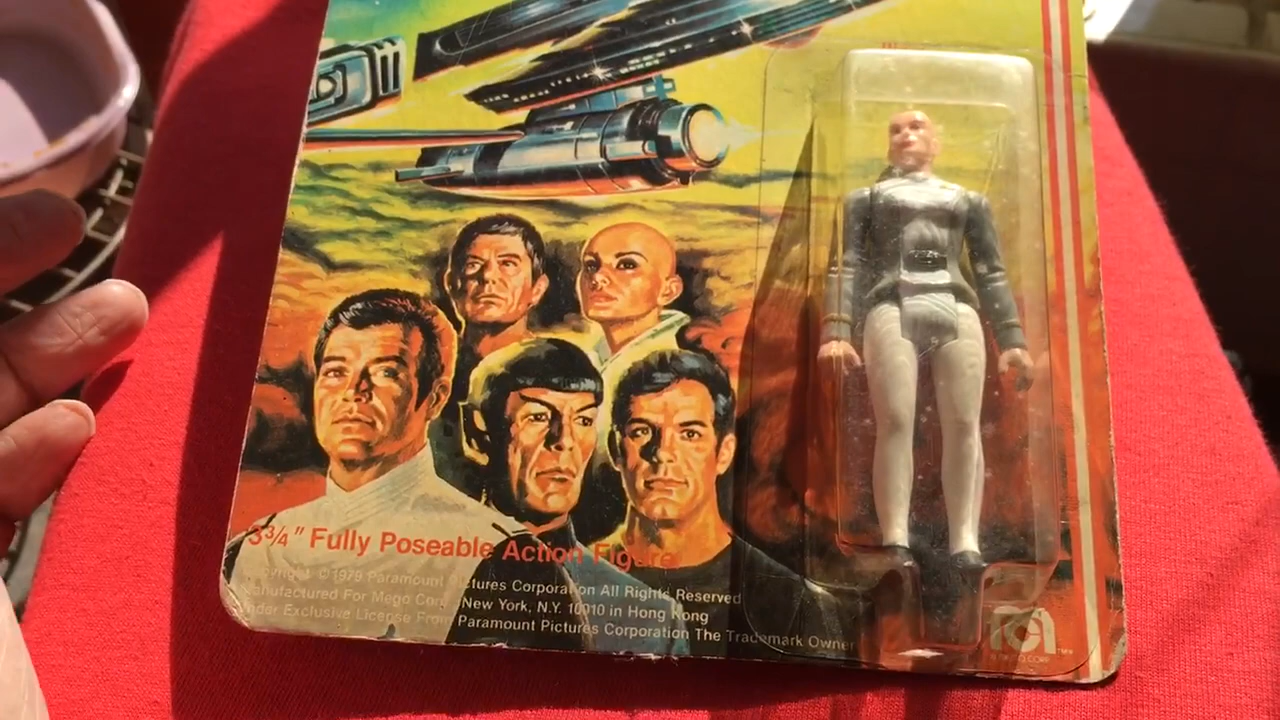 3¾" Fully Poseable Action Figure
Copyright ©1979 Paramount Pictures Corporation All Rights Reserved
Manufactured For Mego Corp. New York, N.Y. 10010 in Hong Kong
Under Exclusive License From Paramount Pictures Corporation The Trademark Owner